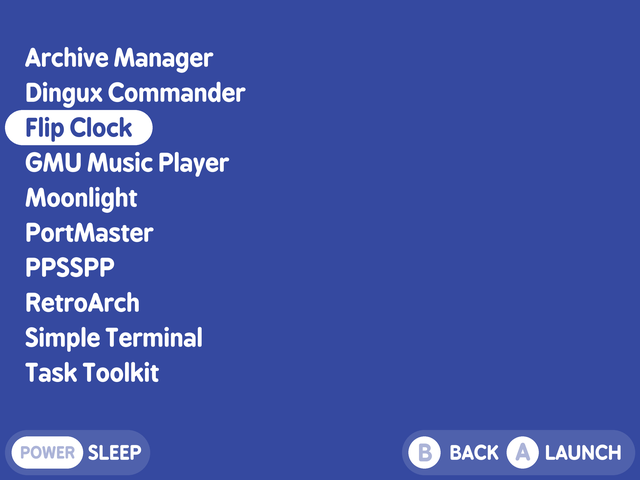 Archive Manager
Dingux Commander
Flip Clock
GMU Music Player
Moonlight
PortMaster
PPSSPP
RetroArch
Simple Terminal
Task Toolkit
POWER SLEEP B BACK A LAUNCH